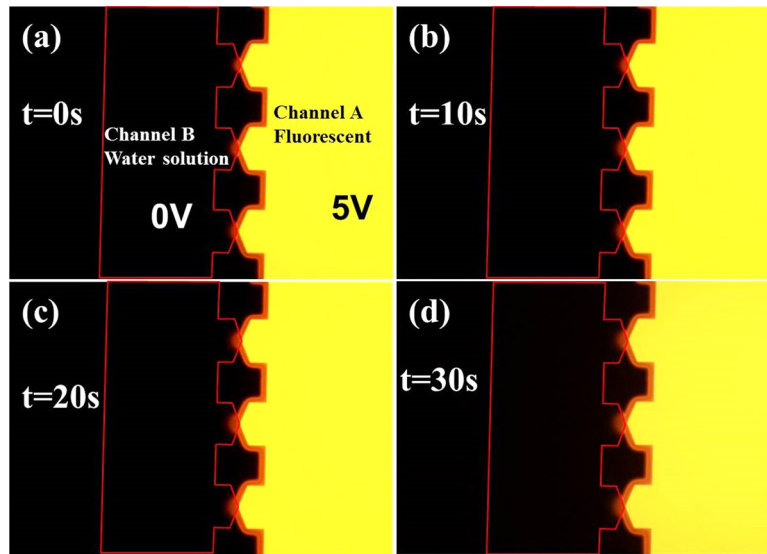 (a)
t=0s
Channel B
Water solution
0V
Channel A
Fluorescent
5V
(b)
t=10s
(c)
t=20s
(d)
t=30s